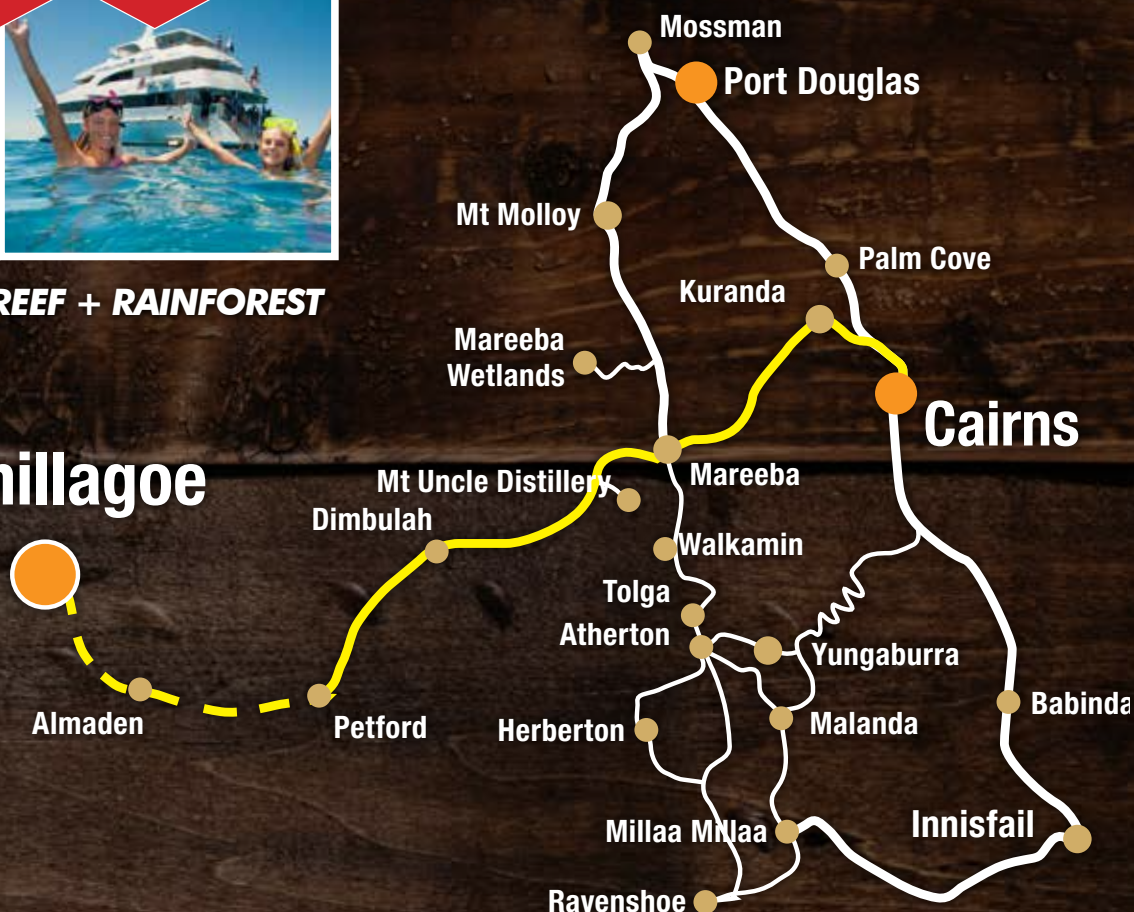 Mossman
Port Douglas
Mt Molloy
Palm Cove
Kuranda
REEF + RAINFOREST
Mareeba
Wetlands
Cairns
hillagoe
Mt Uncle Distillery
Mareeba
Dimbulah
Walkamin
Tolga
Atherton
Yungaburra
Almaden
Petford
Herberton
Malanda
Babinda
Millaa Millaa
Innisfail
Ravenshoe